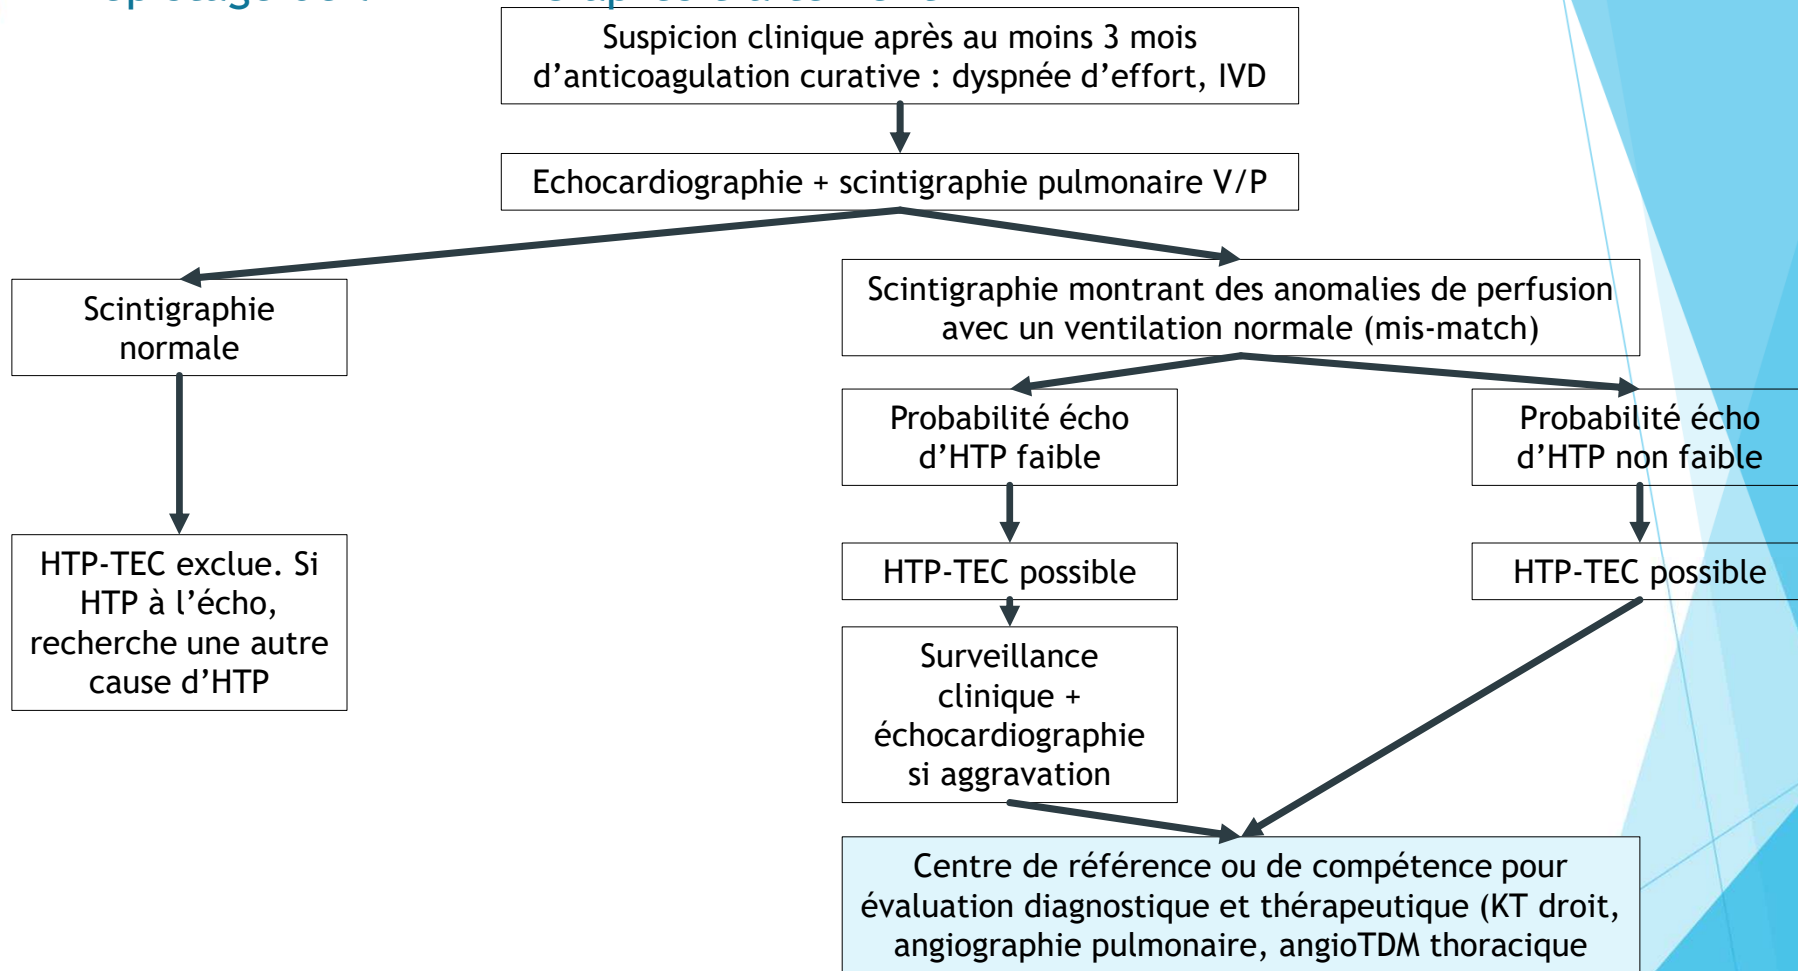 Suspicion clinique après au moins 3 mois
d'anticoagulation curative : dyspnée d'effort, IVD
Echocardiographie + scintigraphie pulmonaire V/P
Scintigraphie
normale
Scintigraphie montrant des anomalies de perfusion
avec un ventilation normale (mis-match)
Probabilité écho
d'HTP faible
Probabilité écho
d'HTP non faible
HTP-TEC exclue. Si
HTP à l'écho,
recherche une autre
cause d'HTP
HTP-TEC possible
HTP-TEC possible
Surveillance
clinique +
échocardiographie
si aggravation
Centre de référence ou de compétence pour
évaluation diagnostique et thérapeutique (KT droit,
angiographie pulmonaire, angioTDM thoracique